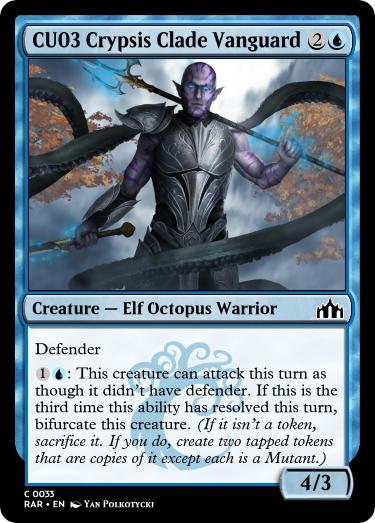 CU03 Crypsis Clade Vanguard 2
Creature — Elf Octopus Warrior
Defender
1 : This creature can attack this turn as
though it didn't have defender. If this is the
third time this ability has resolved this turn,
bifurcate this creature. (If it isn't a token,
sacrifice it. If you do, create two tapped tokens
that are copies of it except each is a Mutant.)
4/3
C 0033
RAR • EN Yan Polkotycki